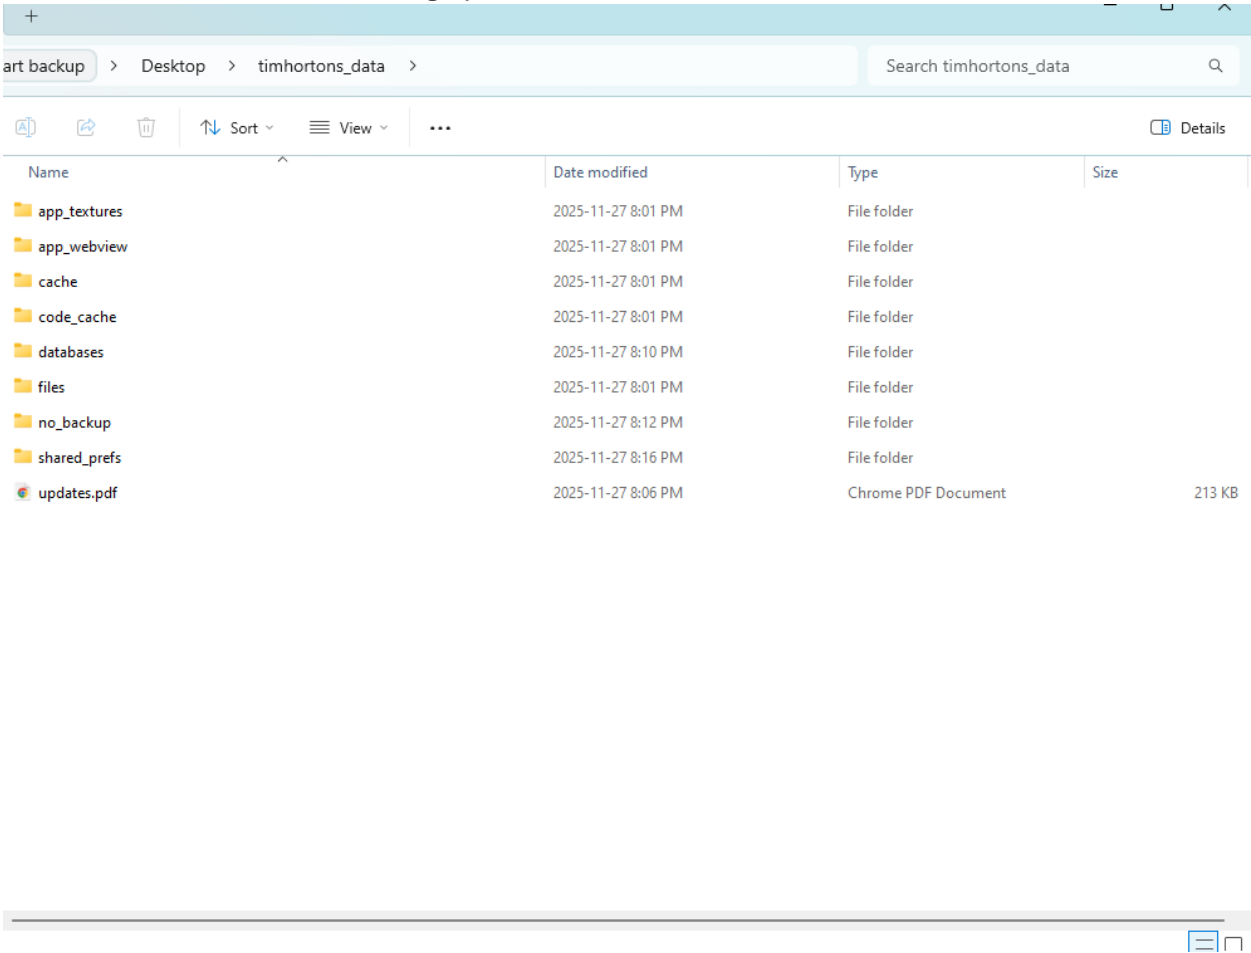 art backup > Desktop > timhortons_data > Search timhortons_data
Sort View ... Details
Name Date modified Type Size
app_textures 2025-11-27 8:01 PM File folder
app_webview 2025-11-27 8:01 PM File folder
cache 2025-11-27 8:01 PM File folder
code_cache 2025-11-27 8:01 PM File folder
databases 2025-11-27 8:10 PM File folder
files 2025-11-27 8:01 PM File folder
no_backup 2025-11-27 8:12 PM File folder
shared_prefs 2025-11-27 8:16 PM File folder
updates.pdf 2025-11-27 8:06 PM Chrome PDF Document 213 KB